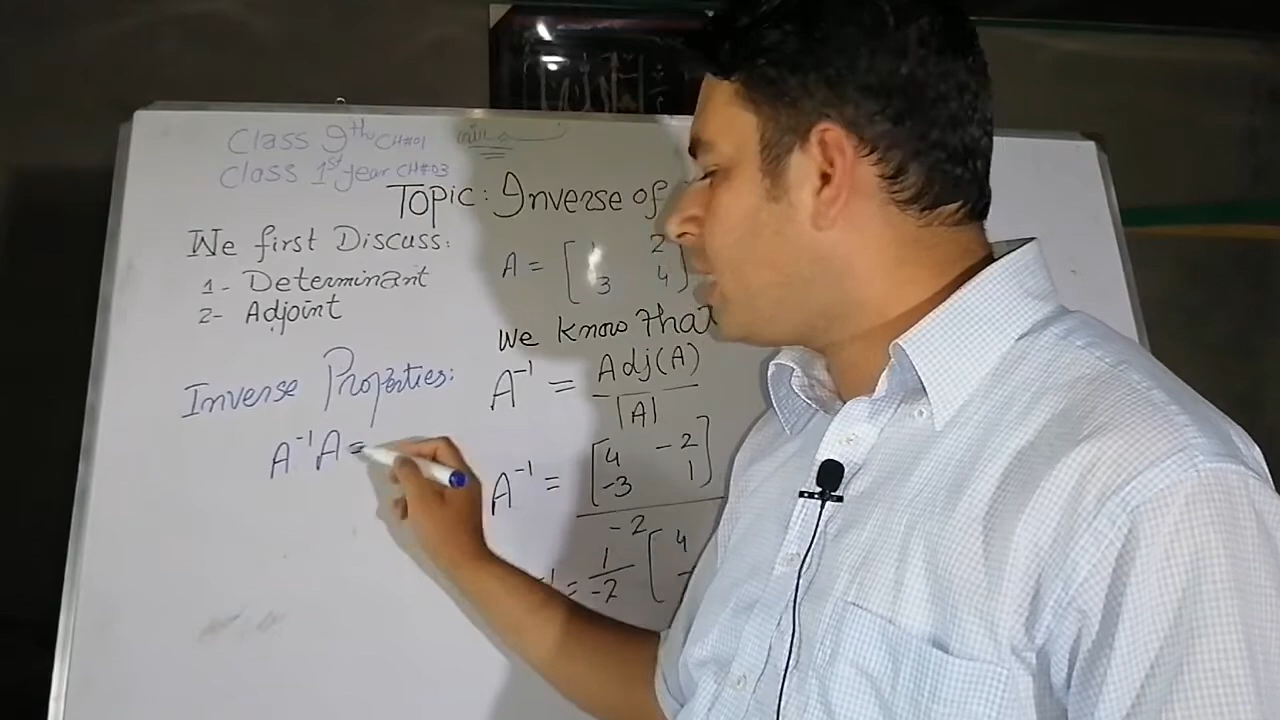 Class 9th CH#01
Class 1st year CH#03
Topic: Inverse of
We first Discuss:
1- Determinant
2- Adjoint
A = [ 1 2
3 4 ]
We know that
Inverse Properties:
A⁻¹ = Adj(A)
|A|
A⁻¹A =
A⁻¹ = [ 4 -2
-3 1 ]
-2
= 1 [ 4
-2